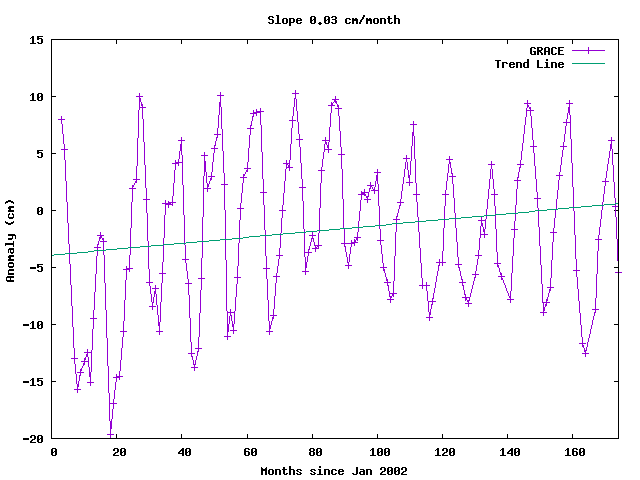 Slope 0.03 cm/month
GRACE
Trend Line
15
10
5
0
-5
-10
-15
-20
Anomaly (cm)
0 20 40 60 80 100 120 140 160
Months since Jan 2002